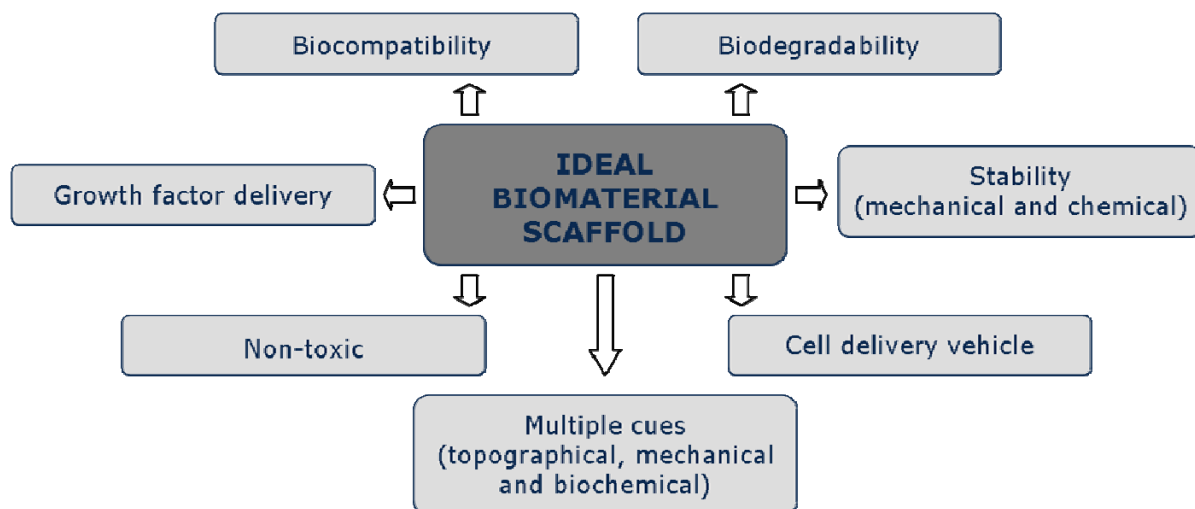 Biocompatibility
Biodegradability
IDEAL
BIOMATERIAL
SCAFFOLD
Growth factor delivery
Stability
(mechanical and chemical)
Non-toxic
Cell delivery vehicle
Multiple cues
(topographical, mechanical
and biochemical)